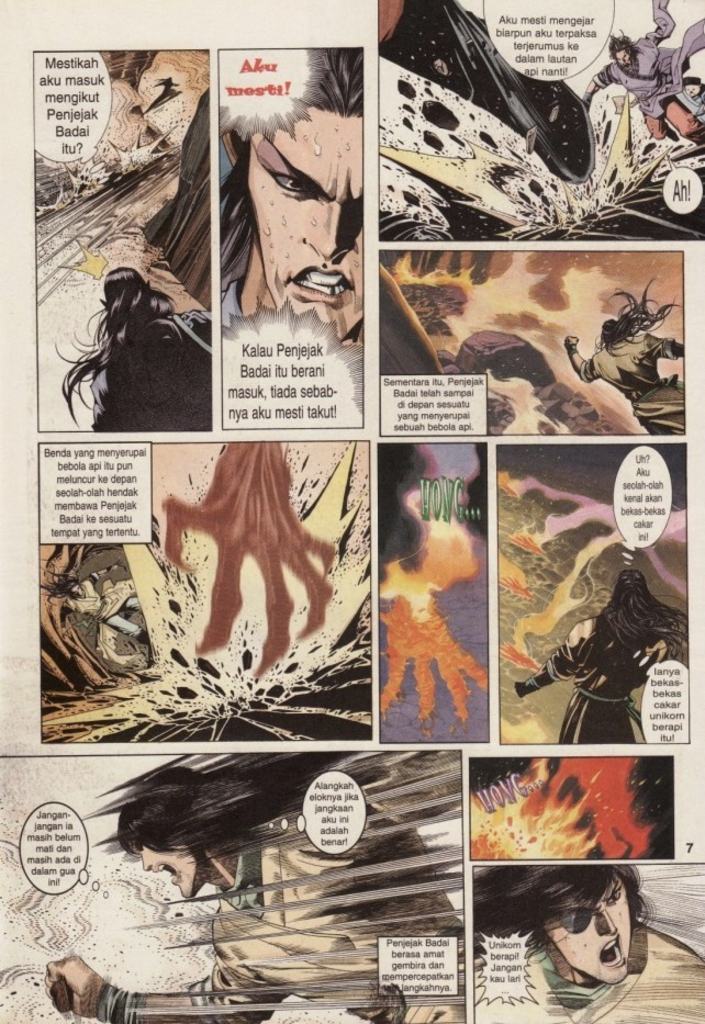 Mestikah
aku masuk
mengikut
Penjejak
Badai
itu?
Aku
mesti!
Kalau Penjejak
Badai itu berani
masuk, tiada sebab-
nya aku mesti takut!
Aku mesti mengejar
biarpun aku terpaksa
terjerumus ke
dalam lautan
api nanti!
Ah!
Sementara itu, Penjejak
Badai telah sampai
di depan sesuatu
yang menyerupai
sebuah bebola api.
Benda yang menyerupai
bebola api itu pun
meluncur ke depan
seolah-olah hendak
membawa Penjejak
Badai ke sesuatu
tempat yang tertentu.
HONG...
Uh?
Aku
seolah-olah
kenal akan
bekas-bekas
cakar
ini!
Ianya
bekas-
bekas
cakar
unikorn
berapi
itu!
Jangan-
jangan ia
masih belum
mati dan
masih ada di
dalam gua
ini!
Alangkah
eloknya jika
jangkaan
aku ini
adalah
benar!
Penjejak Badai
berasa amat
gembira dan
mempercepatkan
lagi langkahnya.
HONG...
7
Unikorn
berapi!
Jangan
kau lari
...